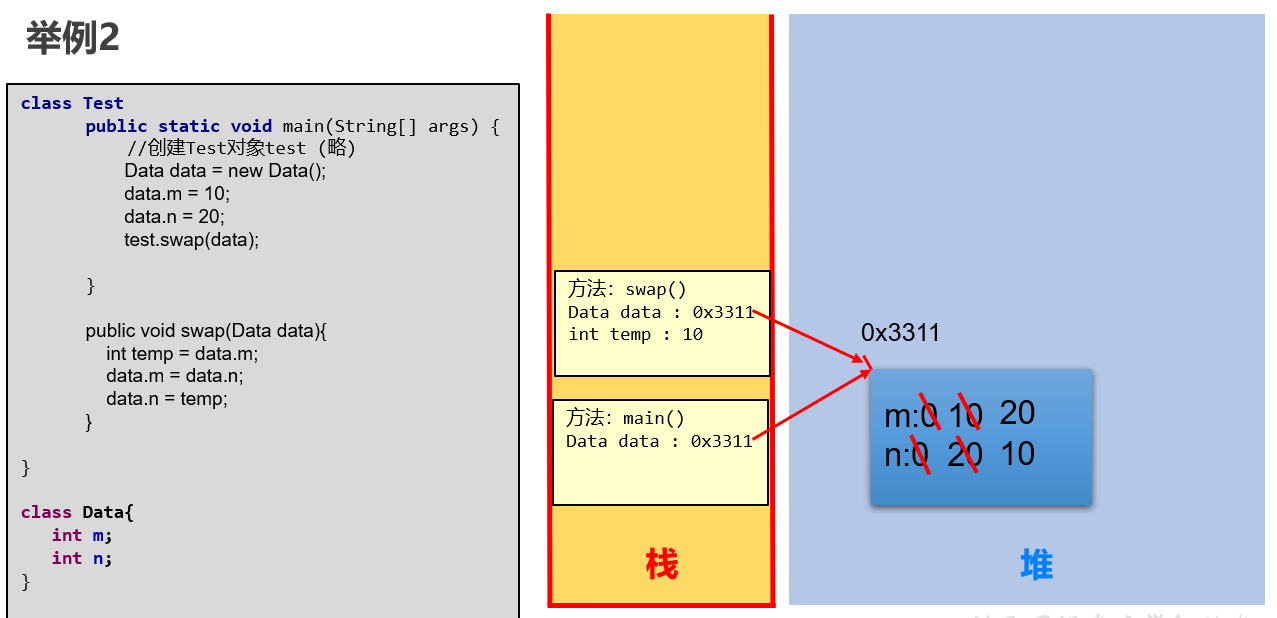 举例2
class Test
public static void main(String[] args) {
//创建Test对象test (略)
Data data = new Data();
data.m = 10;
data.n = 20;
test.swap(data);
}
public void swap(Data data){
int temp = data.m;
data.m = data.n;
data.n = temp;
}
}
class Data{
int m;
int n;
}
方法: swap()
Data data : 0x3311
int temp : 10
方法: main()
Data data : 0x3311
栈
0x3311
m:0 10 20
n:0 20 10
堆